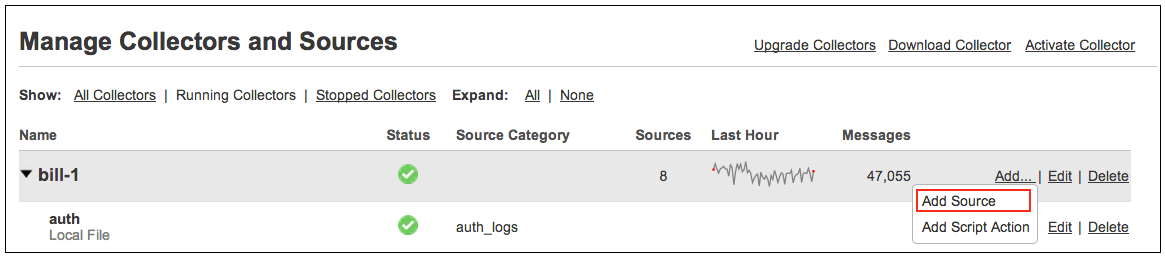 Manage Collectors and Sources
Upgrade Collectors Download Collector Activate Collector
Show: All Collectors | Running Collectors | Stopped Collectors Expand: All | None
Name Status Source Category Sources Last Hour Messages
bill-1 8 47,055 Add... | Edit | Delete
Add Source
auth
Local File
auth_logs
Add Script Action
Edit | Delete